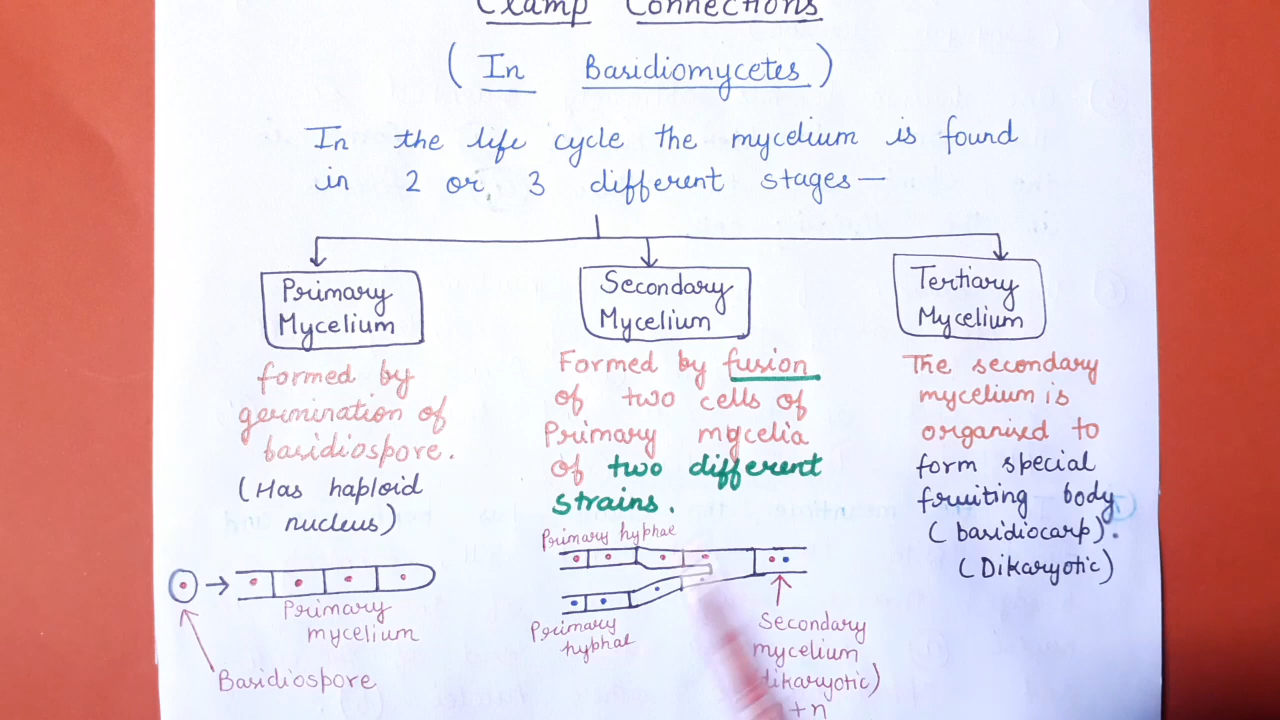 Clamp Connections
(In Basidiomycetes)
In the life cycle the mycelium is found
in 2 or 3 different stages—
Primary
Mycelium
formed by
germination of
basidiospore.
(Has haploid
nucleus)
Primary
mycelium
Basidiospore
Secondary
Mycelium
Formed by fusion
of two cells of
Primary mycelia
of two different
strains.
Primary hyphae
Primary
hyphae
Secondary
mycelium
dikaryotic)
+n
Tertiary
Mycelium
The secondary
mycelium is
organised to
form special
fruiting body
(basidiocarp).
(Dikaryotic)